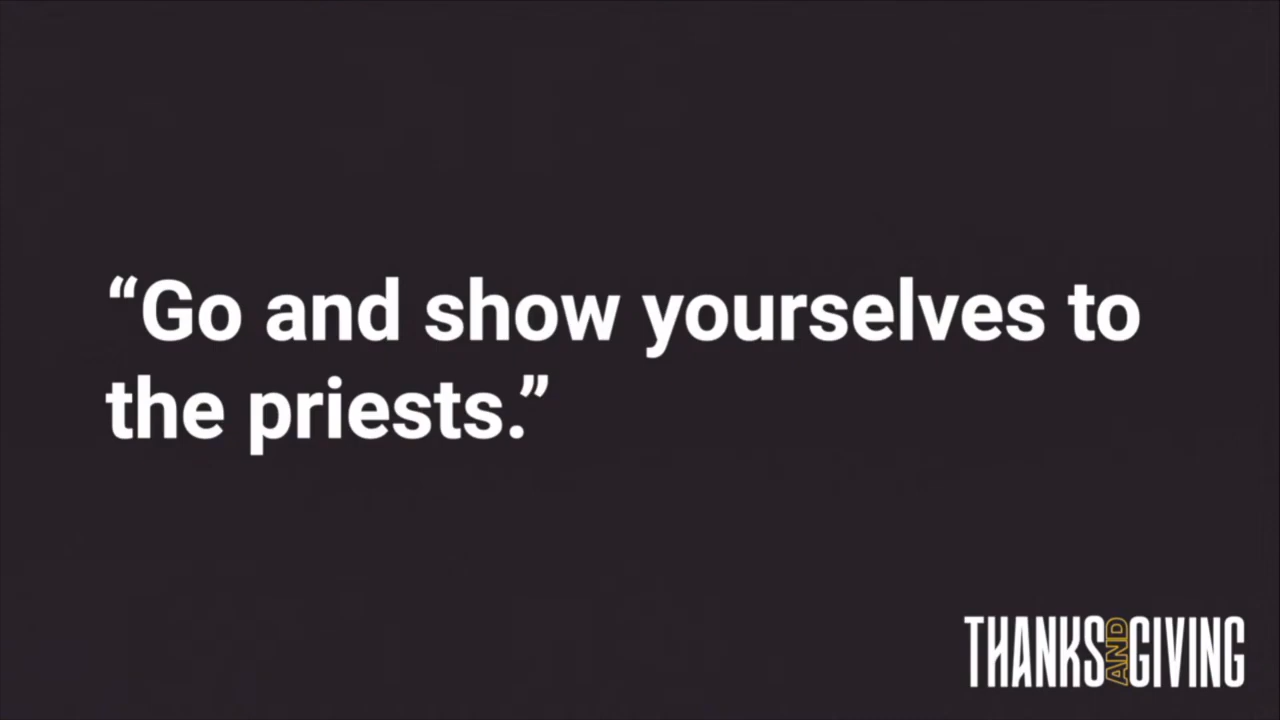 “Go and show yourselves to
the priests.”
THANKS AND GIVING